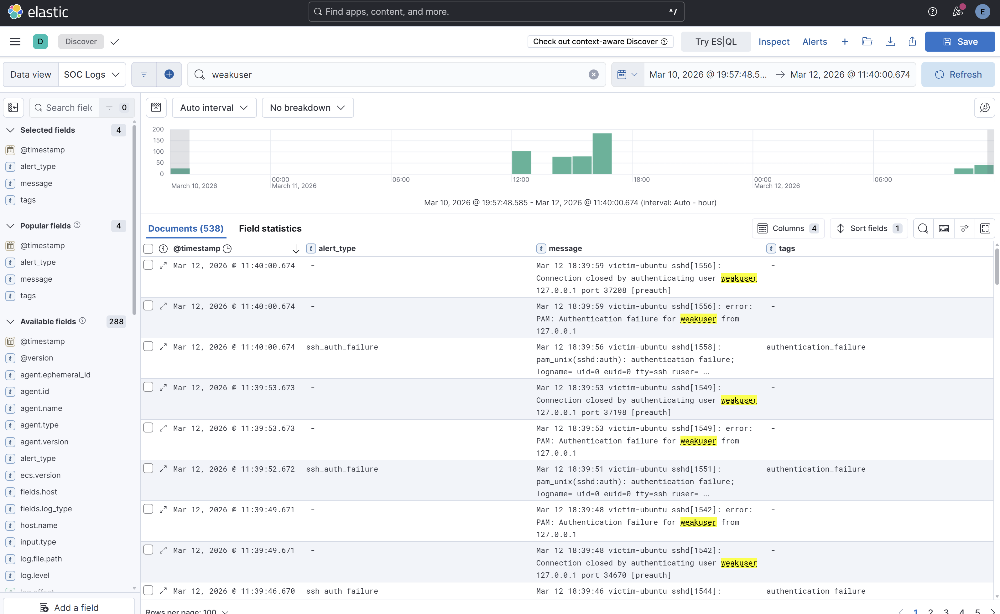 elastic
Find apps, content, and more.
^/
E
D
Discover
Check out context-aware Discover
Try ES|QL
Inspect
Alerts
Save
Data view
SOC Logs
weakuser
Mar 10, 2026 @ 19:57:48.5...
Mar 12, 2026 @ 11:40:00.674
Refresh
0
Selected fields
4
@timestamp
alert_type
message
tags
Popular fields
4
@timestamp
alert_type
message
tags
Available fields
288
@timestamp
@version
agent.ephemeral_id
agent.id
agent.name
agent.type
agent.version
alert_type
ecs.version
fields.host
fields.log_type
host.name
input.type
log.file.path
log.level
Add a field
Auto interval
No breakdown
200
150
100
50
0
March 10, 2026
00:00
March 11, 2026
06:00
12:00
18:00
00:00
March 12, 2026
06:00
Mar 10, 2026 @ 19:57:48.585 - Mar 12, 2026 @ 11:40:00.674 (interval: Auto - hour)
Documents (538)
Field statistics
Columns 4
Sort fields 1
@timestamp
t alert_type
t message
t tags
Mar 12, 2026 @ 11:40:00.674
-
Mar 12 18:39:59 victim-ubuntu sshd[1556]:
Connection closed by authenticating user weakuser
127.0.0.1 port 37208 [preauth]
-
Mar 12, 2026 @ 11:40:00.674
-
Mar 12 18:39:59 victim-ubuntu sshd[1556]: error:
PAM: Authentication failure for weakuser from
127.0.0.1
-
Mar 12, 2026 @ 11:40:00.674
ssh_auth_failure
Mar 12 18:39:56 victim-ubuntu sshd[1558]:
pam_unix(sshd:auth): authentication failure;
logname= uid=0 euid=0 tty=ssh ruser= ...
authentication_failure
Mar 12, 2026 @ 11:39:53.673
-
Mar 12 18:39:53 victim-ubuntu sshd[1549]:
Connection closed by authenticating user weakuser
127.0.0.1 port 37198 [preauth]
-
Mar 12, 2026 @ 11:39:53.673
-
Mar 12 18:39:53 victim-ubuntu sshd[1549]: error:
PAM: Authentication failure for weakuser from
127.0.0.1
-
Mar 12, 2026 @ 11:39:52.672
ssh_auth_failure
Mar 12 18:39:51 victim-ubuntu sshd[1551]:
pam_unix(sshd:auth): authentication failure;
logname= uid=0 euid=0 tty=ssh ruser= ...
authentication_failure
Mar 12, 2026 @ 11:39:49.671
-
Mar 12 18:39:48 victim-ubuntu sshd[1542]: error:
PAM: Authentication failure for weakuser from
127.0.0.1
-
Mar 12, 2026 @ 11:39:49.671
-
Mar 12 18:39:48 victim-ubuntu sshd[1542]:
Connection closed by authenticating user weakuser
127.0.0.1 port 34670 [preauth]
-
Mar 12, 2026 @ 11:39:46.670
ssh_auth_failure
Mar 12 18:39:46 victim-ubuntu sshd[1544]:
authentication_failure
Rows per page: 100
1 2 3 4 5